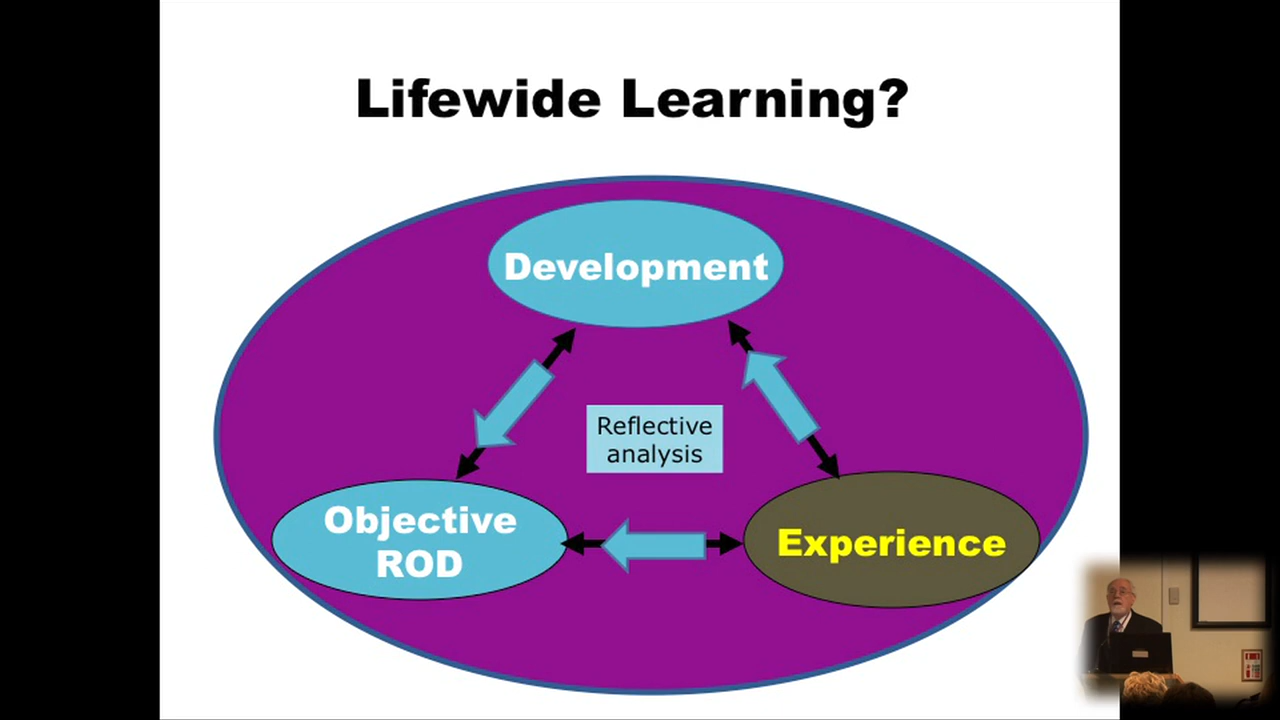 Lifewide Learning?
Development
Reflective
analysis
Objective
ROD
Experience